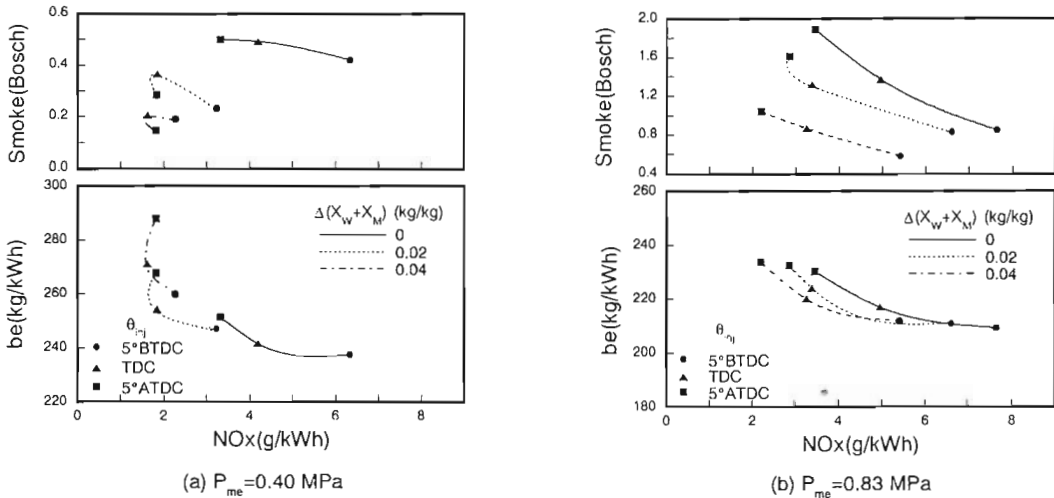 0.6
0.4
0.2
0.0
Smoke(Bosch)
300
280
260
240
220
be(kg/kWh)
Δ(X_W+X_M) (kg/kg)
0
0.02
0.04
θ_inj
5°BTDC
TDC
5°ATDC
0 2 4 6 8
NOx(g/kWh)
(a) P_me=0.40 MPa
2.0
1.6
1.2
0.8
0.4
Smoke(Bosch)
260
240
220
200
180
be(kg/kWh)
Δ(X_W+X_M) (kg/kg)
0
0.02
0.04
θ_inj
5°BTDC
TDC
5°ATDC
0 1 2 3 4 5 6 7 8
NOx(g/kWh)
(b) P_me=0.83 MPa